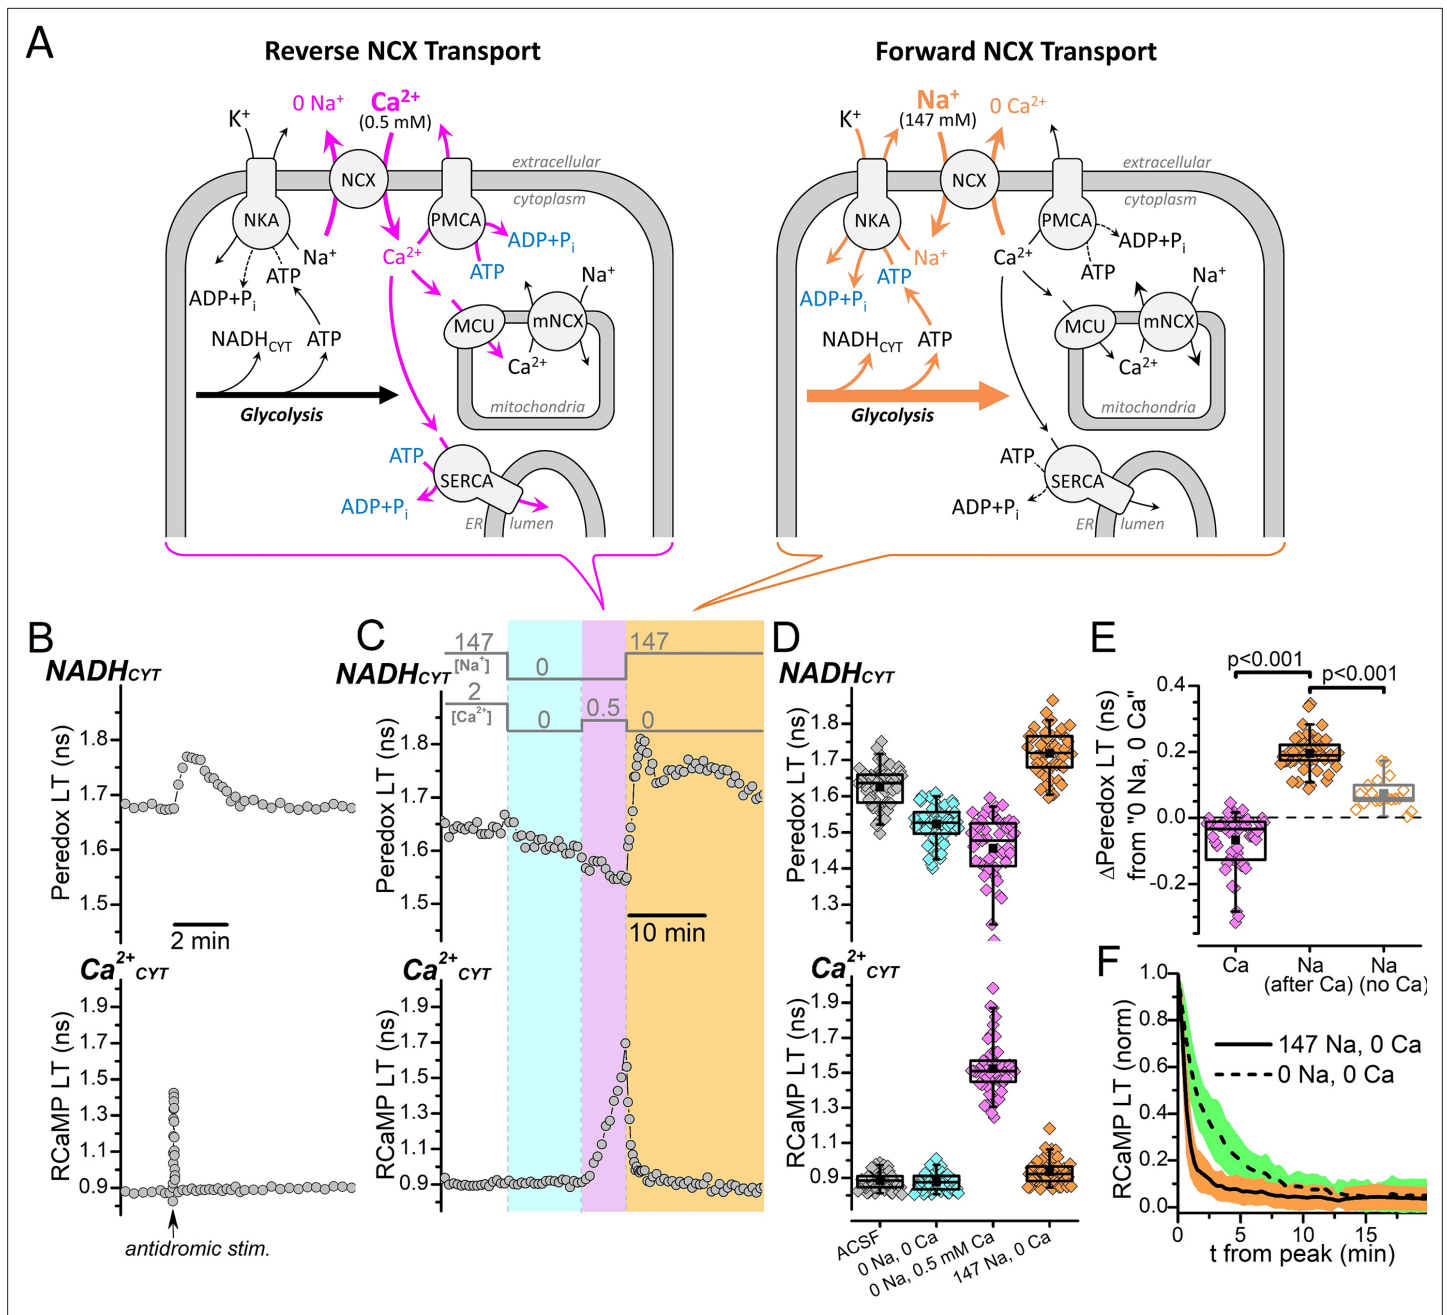 A
Reverse NCX Transport
Forward NCX Transport
K⁺
0 Na⁺
Ca²⁺
(0.5 mM)
extracellular
cytoplasm
NCX
NKA
PMCA
ADP+Pᵢ
Na⁺
Ca²⁺
ATP
ATP
ADP+Pᵢ
Na⁺
MCU
mNCX
NADH_CYT
ATP
Ca²⁺
Glycolysis
mitochondria
ATP
SERCA
ADP+Pᵢ
ER
lumen
K⁺
Na⁺
(147 mM)
0 Ca²⁺
extracellular
cytoplasm
NCX
NKA
PMCA
ADP+Pᵢ
Na⁺
Ca²⁺
ATP
ATP
ADP+Pᵢ
Na⁺
MCU
mNCX
NADH_CYT
ATP
Ca²⁺
Glycolysis
mitochondria
ATP
SERCA
ADP+Pᵢ
ER
lumen
B
NADH_CYT
Peredox LT (ns)
1.8
1.7
1.6
1.5
2 min
Ca²⁺_CYT
RCaMP LT (ns)
1.9
1.7
1.5
1.3
1.1
0.9
antidromic stim.
C
NADH_CYT
147
[Na⁺]
0
147
2
[Ca²⁺]
0
0.5
0
Peredox LT (ns)
1.8
1.7
1.6
1.5
10 min
Ca²⁺_CYT
RCaMP LT (ns)
1.9
1.7
1.5
1.3
1.1
0.9
D
NADH_CYT
Peredox LT (ns)
1.8
1.7
1.6
1.5
1.4
1.3
Ca²⁺_CYT
RCaMP LT (ns)
1.9
1.7
1.5
1.3
1.1
0.9
ACSF
0 Na, 0 Ca
0 Na, 0.5 mM Ca
147 Na, 0 Ca
E
p<0.001
p<0.001
ΔPeredox LT (ns)
from "0 Na, 0 Ca"
0.4
0.2
0.0
-0.2
Ca
Na
(after Ca)
Na
(no Ca)
F
RCaMP LT (norm)
1.0
0.8
0.6
0.4
0.2
0.0
147 Na, 0 Ca
0 Na, 0 Ca
0
5
10
15
t from peak (min)